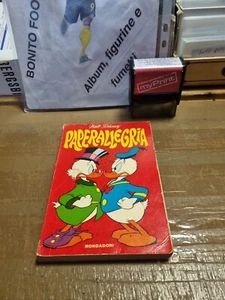 BONITO FOO
Album, figurine e
fumetti
myPrint
Walt Disney
PAPERALLEGRIA
MONDADORI